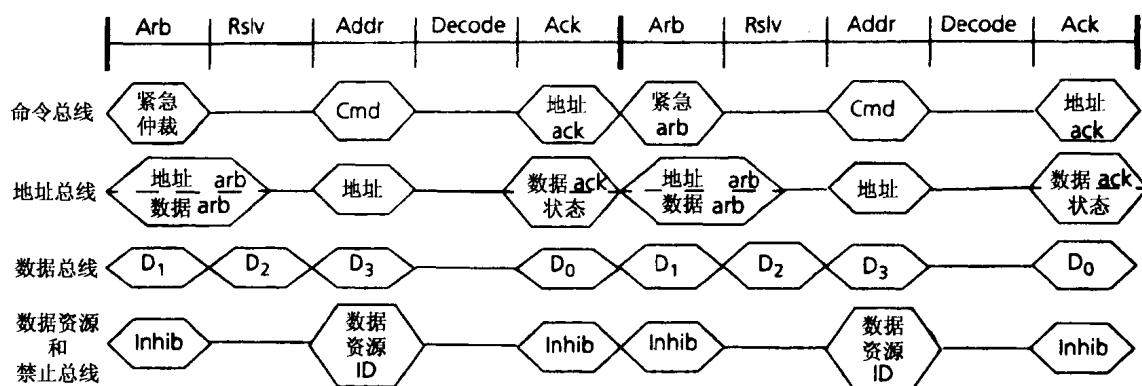 Arb Rslv Addr Decode Ack Arb Rslv Addr Decode Ack
命令总线
紧急
仲裁
Cmd
地址
ack
紧急
arb
Cmd
地址
ack
地址总线
地址 arb
数据 arb
地址
数据 ack
状态
地址 arb
数据 arb
地址
数据 ack
状态
数据总线
D₁ D₂ D₃ D₀ D₁ D₂ D₃ D₀
数据资源
和
禁止总线
Inhib
数据
资源
ID
Inhib
Inhib
数据
资源
ID
Inhib